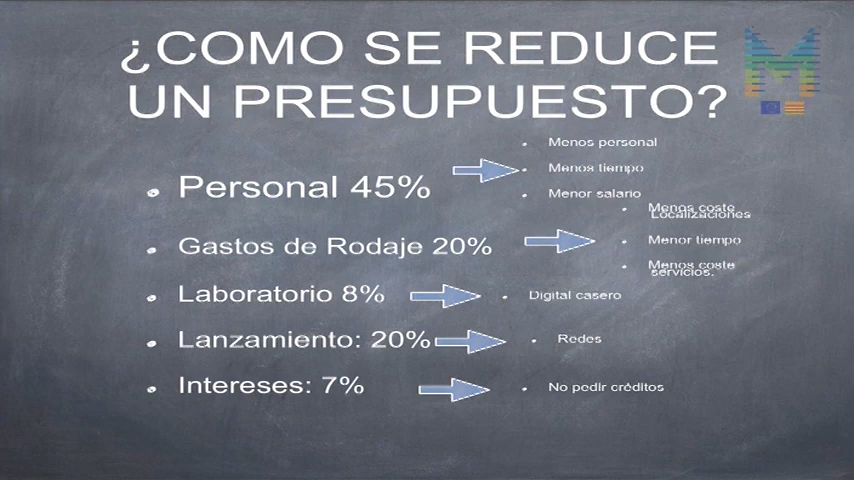 ¿COMO SE REDUCE
UN PRESUPUESTO?
Personal 45%
Menos personal
Menos tiempo
Menor salario
Gastos de Rodaje 20%
Menos coste
Localizaciones
Menor tiempo
Menos coste
servicios.
Laboratorio 8%
Digital casero
Lanzamiento: 20%
Redes
Intereses: 7%
No pedir créditos